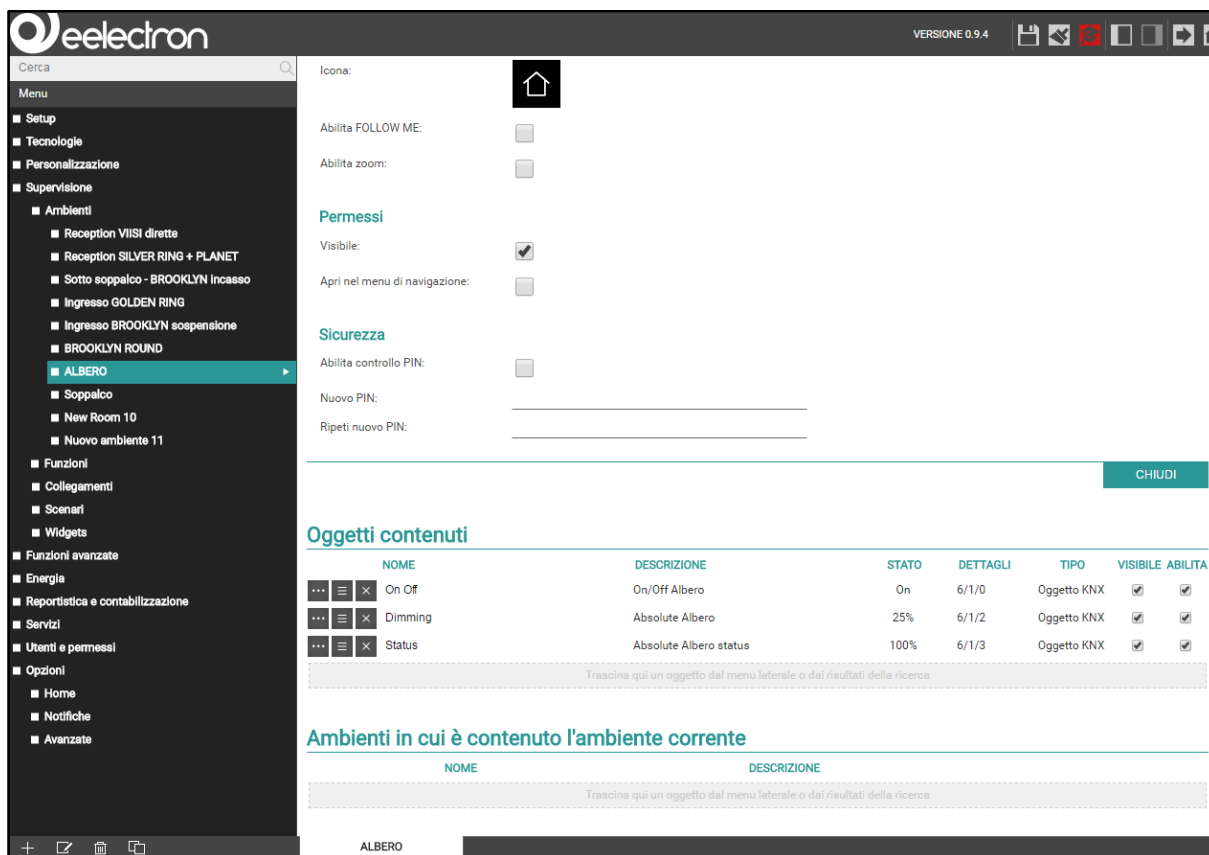 eelectron
VERSIONE 0.9.4
Cerca
Menu
Setup
Tecnologie
Personalizzazione
Supervisione
Ambienti
Reception VIISI dirette
Reception SILVER RING + PLANET
Sotto soppalco - BROOKLYN incasso
Ingresso GOLDEN RING
Ingresso BROOKLYN sospensione
BROOKLYN ROUND
ALBERO
Soppalco
New Room 10
Nuovo ambiente 11
Funzioni
Collegamenti
Scenari
Widgets
Funzioni avanzate
Energia
Reportistica e contabilizzazione
Servizi
Utenti e permessi
Opzioni
Home
Notifiche
Avanzate
Icona:
Abilita FOLLOW ME:
Abilita zoom:
Permessi
Visibile:
Apri nel menu di navigazione:
Sicurezza
Abilita controllo PIN:
Nuovo PIN:
Ripeti nuovo PIN:
CHIUDI
Oggetti contenuti
NOME DESCRIZIONE STATO DETTAGLI TIPO VISIBILE ABILITA
On Off On/Off Albero On 6/1/0 Oggetto KNX
Dimming Absolute Albero 25% 6/1/2 Oggetto KNX
Status Absolute Albero status 100% 6/1/3 Oggetto KNX
Trascina qui un oggetto dal menu laterale o dai risultati della ricerca
Ambienti in cui è contenuto l'ambiente corrente
NOME DESCRIZIONE
Trascina qui un oggetto dal menu laterale o dai risultati della ricerca
ALBERO